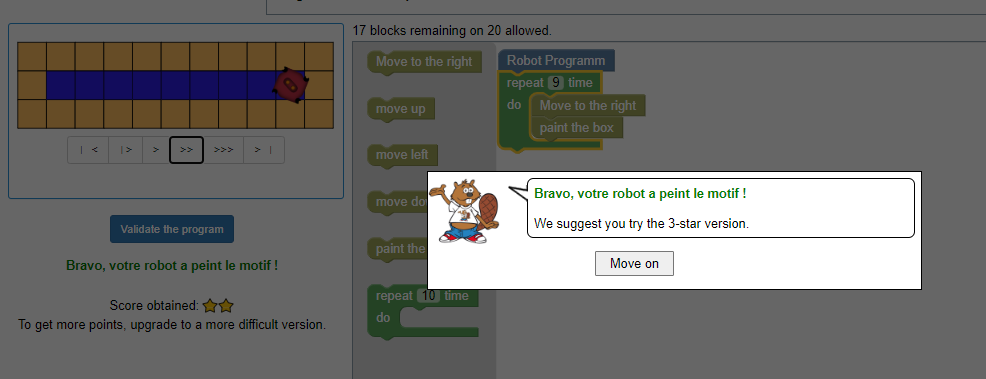 17 blocks remaining on 20 allowed.
Move to the right
move up
move left
move do
paint the
repeat 10 time
do
Robot Programm
repeat 9 time
do
Move to the right
paint the box
| <
|>
>
>>
>>>
> |
Validate the program
Bravo, votre robot a peint le motif !
Score obtained:
To get more points, upgrade to a more difficult version.
Bravo, votre robot a peint le motif !
We suggest you try the 3-star version.
Move on